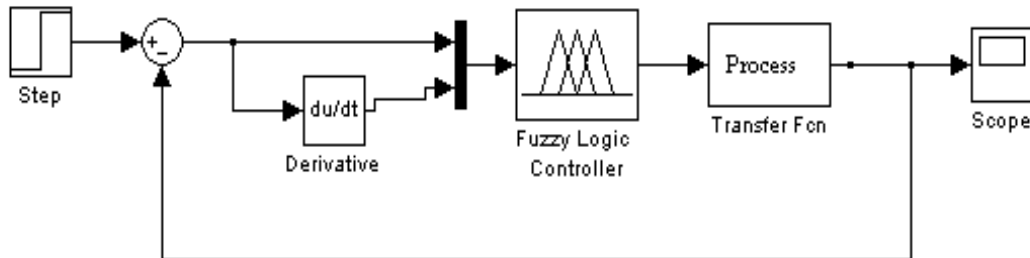 Step
du/dt
Derivative
Fuzzy Logic
Controller
Process
Transfer Fcn
Scope